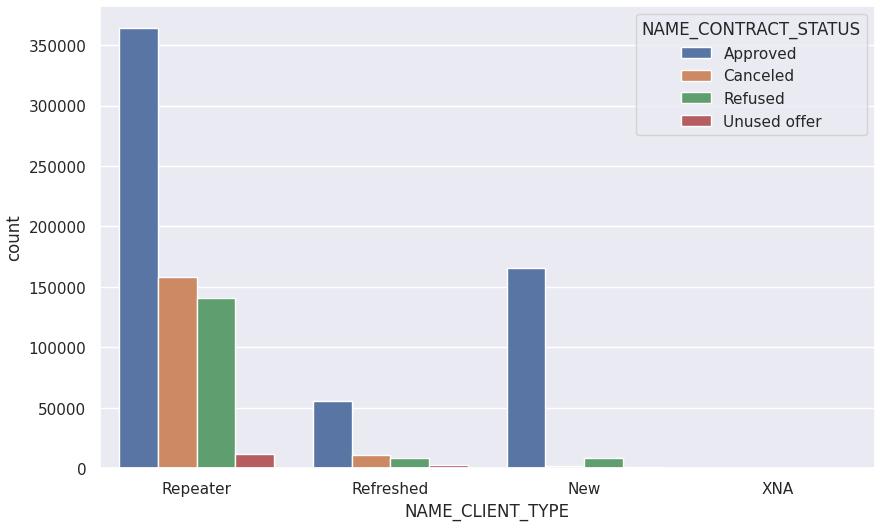 NAME_CONTRACT_STATUS
Approved
Canceled
Refused
Unused offer
350000
300000
250000
200000
150000
100000
50000
0
count
Repeater Refreshed New XNA
NAME_CLIENT_TYPE